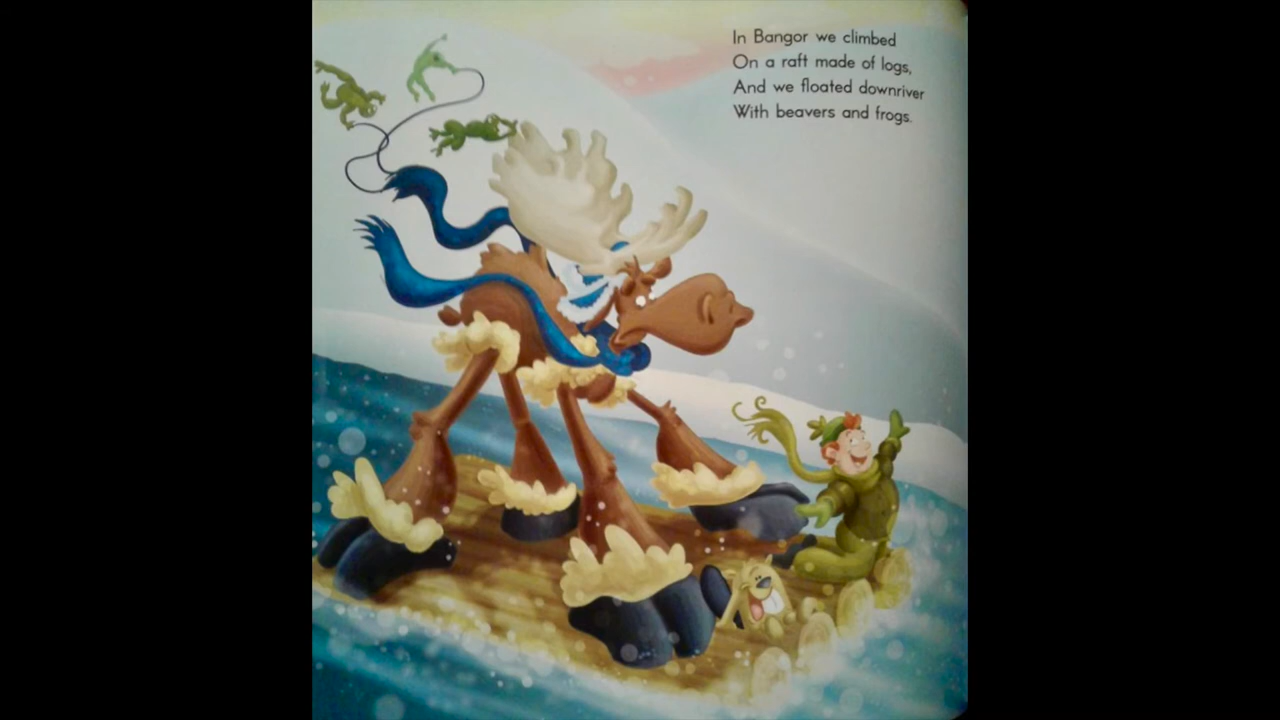 In Bangor we climbed
On a raft made of logs,
And we floated downriver
With beavers and frogs.